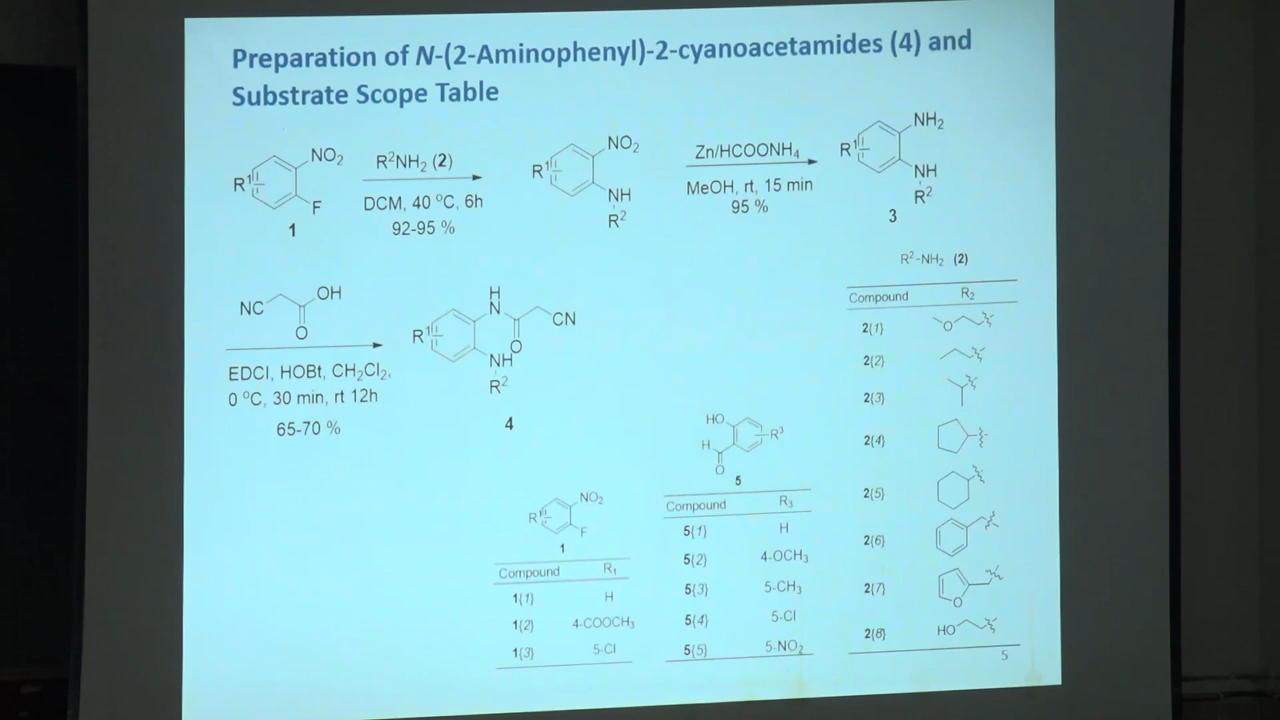 Preparation of N-(2-Aminophenyl)-2-cyanoacetamides (4) and
Substrate Scope Table
R¹ NO₂ F
1
R²NH₂ (2)
DCM, 40 ºC, 6h
92-95 %
R¹ NO₂ NH R²
Zn/HCOONH₄
MeOH, rt, 15 min
95 %
R¹ NH₂ NH R²
3
NC OH O
EDCI, HOBt, CH₂Cl₂,
0 ºC, 30 min, rt 12h
65-70 %
R¹ H N O CN NH R²
4
R¹ NO₂ F
1
Compound R₁
1{1} H
1{2} 4-COOCH₃
1{3} 5-Cl
HO H O R³
5
Compound R₃
5{1} H
5{2} 4-OCH₃
5{3} 5-CH₃
5{4} 5-Cl
5{5} 5-NO₂
R²-NH₂ (2)
Compound R₂
2{1} O
2{2}
2{3}
2{4}
2{5}
2{6}
2{7} O
2{8} HO
5